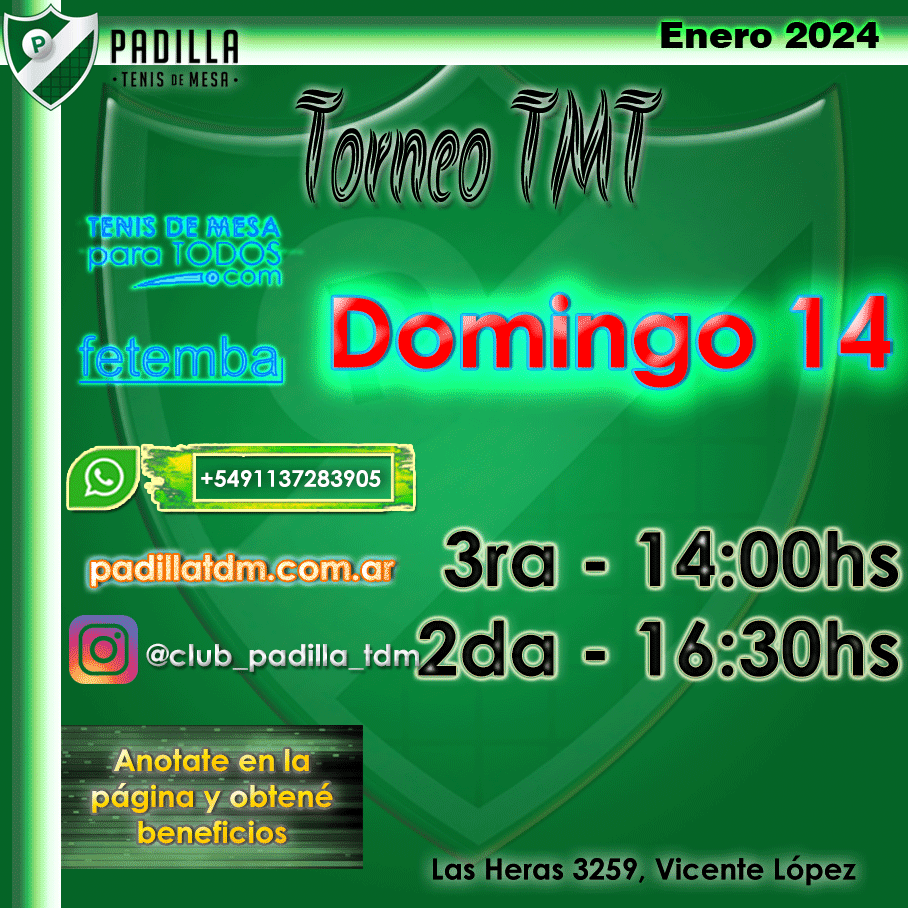 Enero 2024
P
PADILLA
·TENIS DE MESA·
Torneo TMT
TENIS DE MESA
para TODOS
.com
fetemba
Domingo 14
+5491137283905
padillatdm.com.ar
@club_padilla_tdm
3ra - 14:00hs
2da - 16:30hs
Anotate en la
página y obtené
beneficios
Las Heras 3259, Vicente López